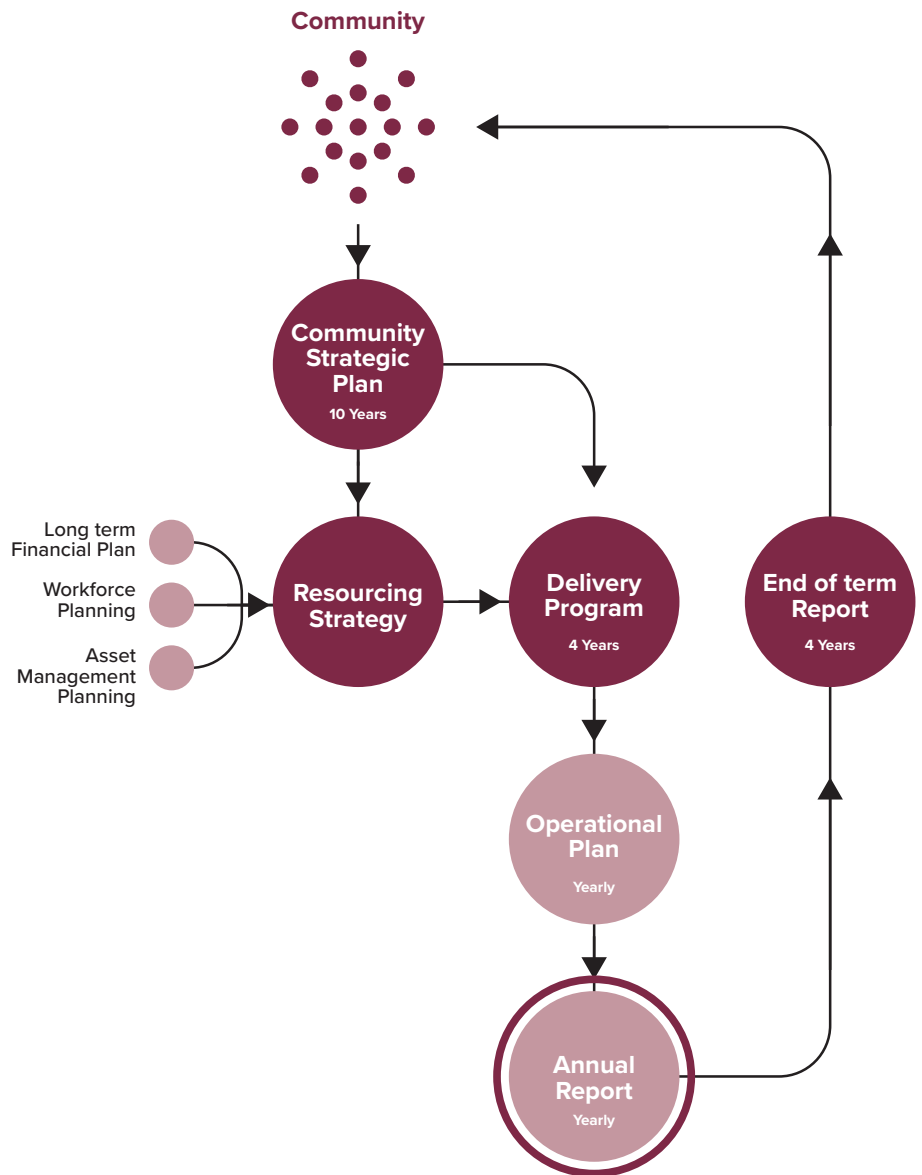 Community
Community
Strategic
Plan
10 Years
Long term
Financial Plan
Workforce
Planning
Asset
Management
Planning
Resourcing
Strategy
Delivery
Program
4 Years
End of term
Report
4 Years
Operational
Plan
Yearly
Annual
Report
Yearly